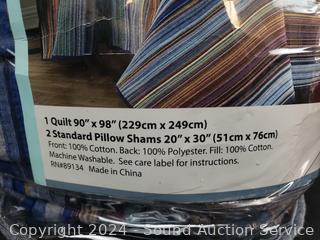 1 Quilt 90” x 98” (229cm x 249cm)
2 Standard Pillow Shams 20” x 30” (51cm x 76cm)
Front: 100% Cotton. Back: 100% Polyester. Fill: 100% Cotton.
Machine Washable. See care label for instructions.
RN#89134 Made in China
Copyright 2024 - Sound Auction Service